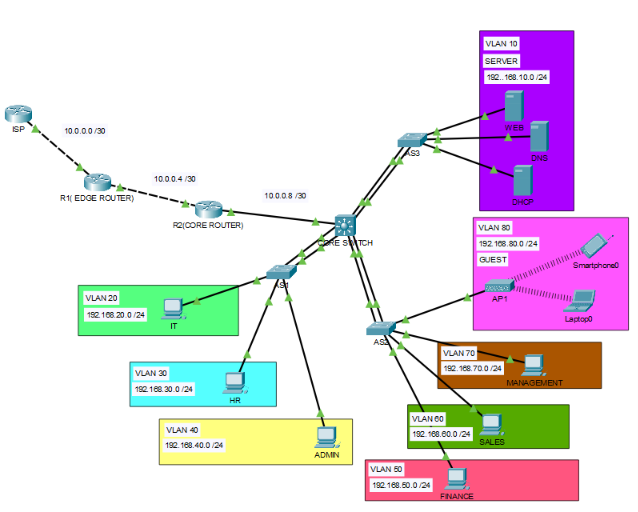 VLAN 10
SERVER
192..168.10.0 /24
WEB
DNS
DHCP
AS3
ISP
10.0.0.0 /30
R1( EDGE ROUTER)
10.0.0.4 /30
R2(CORE ROUTER)
10.0.0.8 /30
CORE SWITCH
VLAN 80
192.168.80.0 /24
GUEST
Smartphone0
AP1
Laptop0
AS1
VLAN 20
192.168.20.0 /24
IT
AS2
VLAN 70
192.168.70.0 /24
MANAGEMENT
VLAN 30
192.168.30.0 /24
HR
VLAN 40
192.168.40.0 /24
ADMIN
VLAN 60
192.168.60.0 /24
SALES
VLAN 50
192.168.50.0 /24
FINANCE